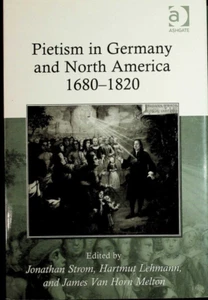 ASHGATE
Pietism in Germany
and North America
1680–1820
Edited by
Jonathan Strom, Hartmut Lehmann,
and James Van Horn Melton